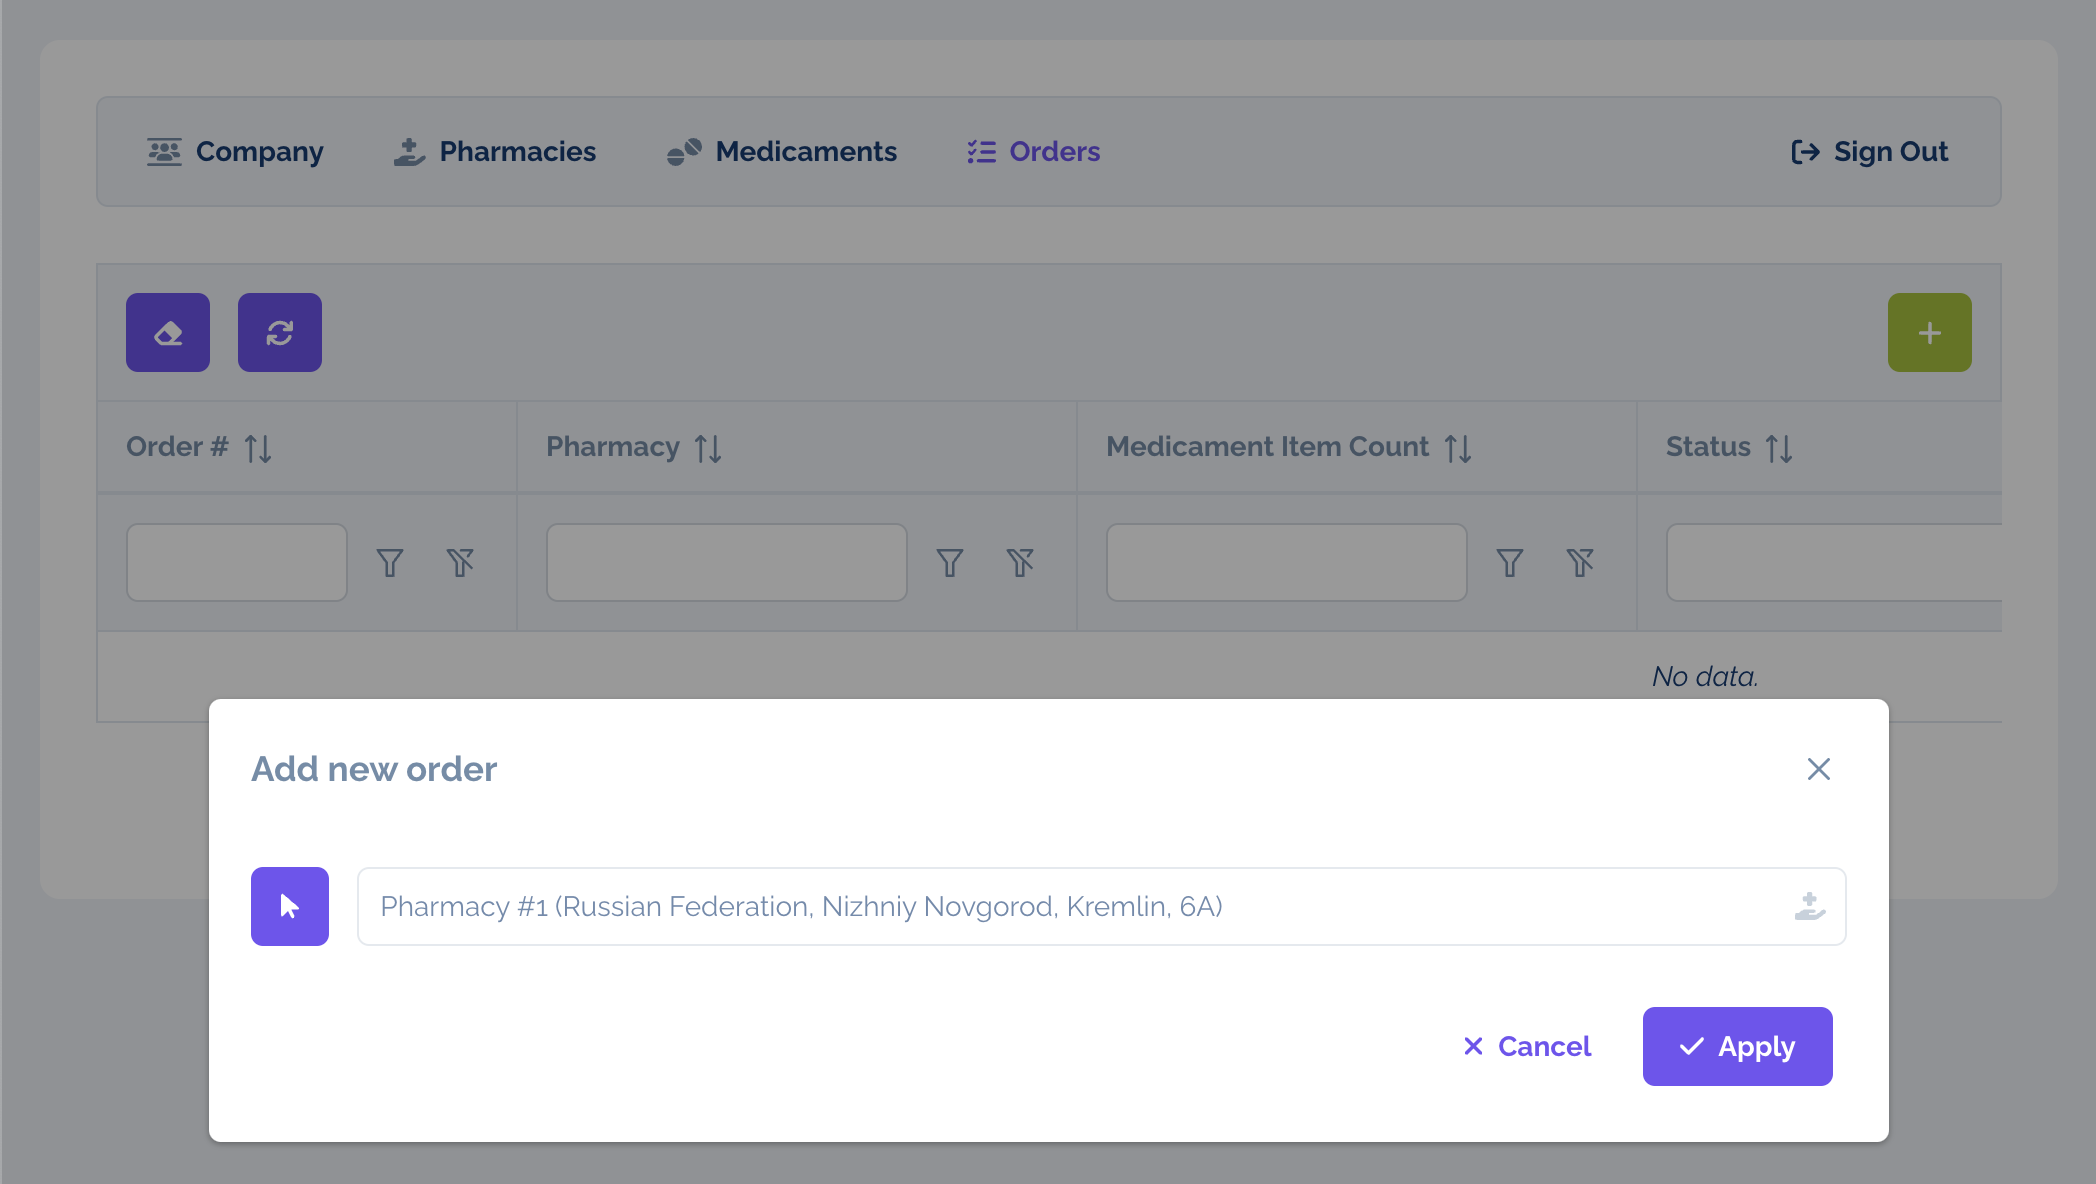 Company Pharmacies Medicaments Orders Sign Out
Order # Pharmacy Medicament Item Count Status
No data.
Add new order
Pharmacy #1 (Russian Federation, Nizhniy Novgorod, Kremlin, 6A)
Cancel Apply